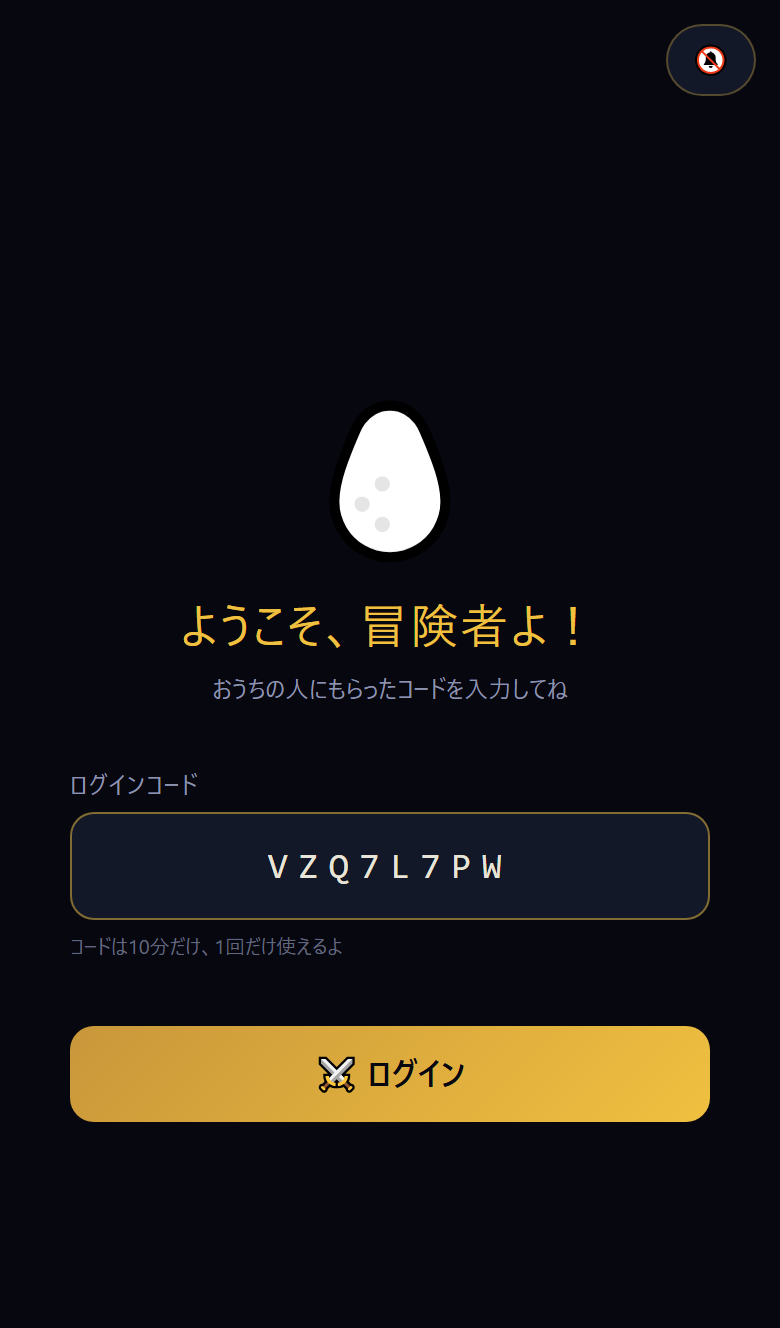 ようこそ、冒険者よ！
おうちの人にもらったコードを入力してね
ログインコード
VZQ7L7PW
コードは10分だけ、1回だけ使えるよ
ログイン